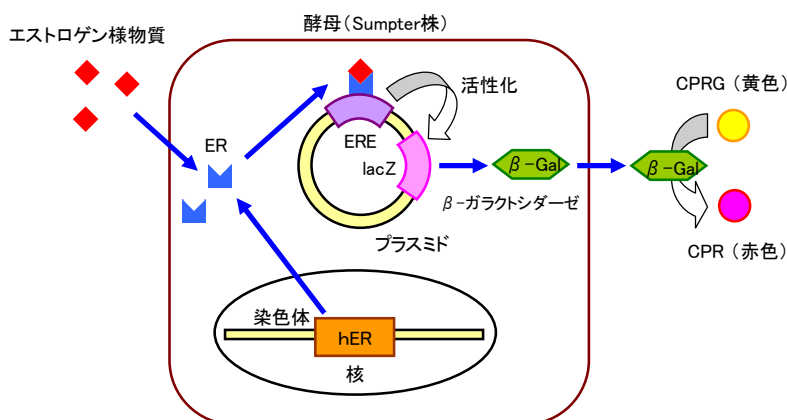 酵母(Sumpter株)
エストロゲン様物質
活性化
CPRG(黄色)
ER
ERE
lacZ
β-Gal
β-Gal
β-ガラクトシダーゼ
プラスミド
CPR(赤色)
染色体
hER
核